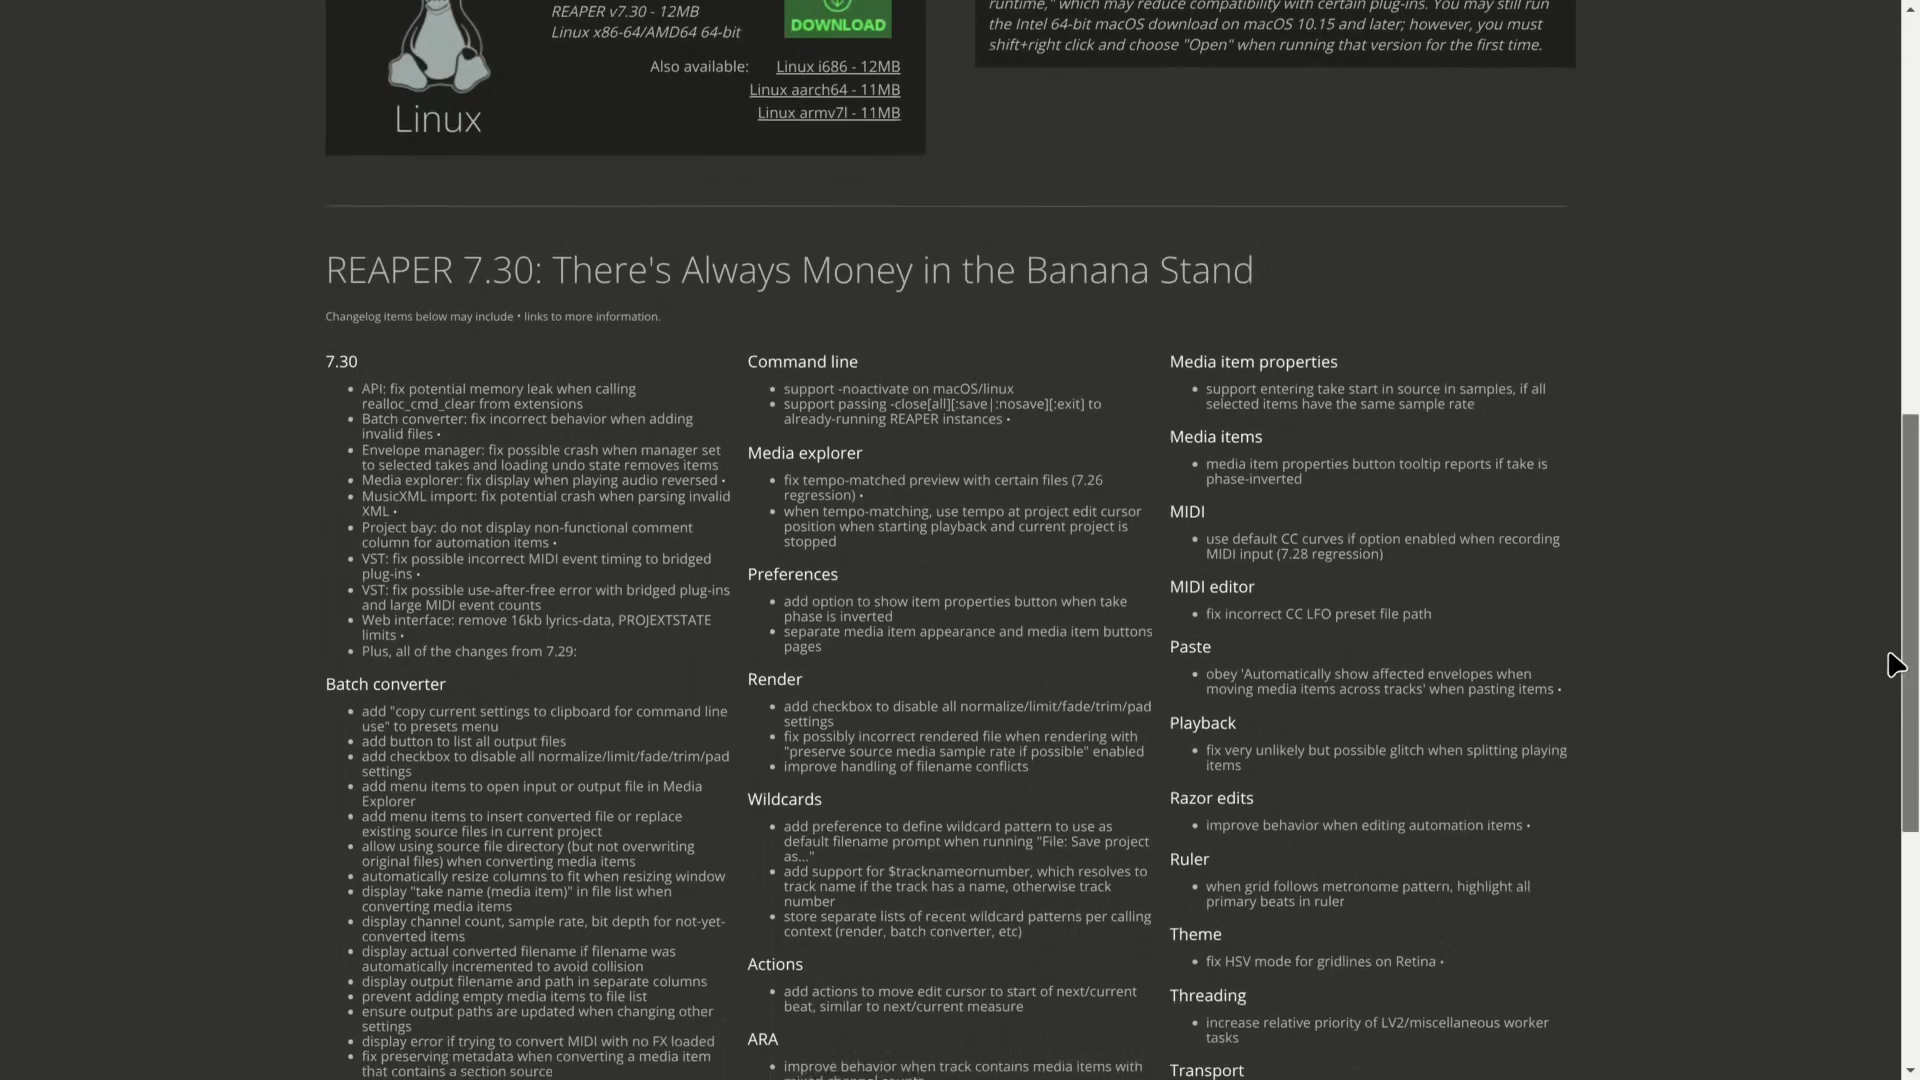 REAPER v7.30 - 12MB
Linux x86-64/AMD64 64-bit
DOWNLOAD
Also available: Linux i686 - 12MB
Linux aarch64 - 11MB
Linux armv7l - 11MB
Linux
runtime," which may reduce compatibility with certain plug-ins. You may still run
the Intel 64-bit macOS download on macOS 10.15 and later; however, you must
shift+right click and choose "Open" when running that version for the first time.
REAPER 7.30: There's Always Money in the Banana Stand
Changelog items below may include • links to more information.
7.30
• API: fix potential memory leak when calling
realloc_cmd_clear from extensions
• Batch converter: fix incorrect behavior when adding
invalid files •
• Envelope manager: fix possible crash when manager set
to selected takes and loading undo state removes items
• Media explorer: fix display when playing audio reversed •
• MusicXML import: fix potential crash when parsing invalid
XML •
• Project bay: do not display non-functional comment
column for automation items •
• VST: fix possible incorrect MIDI event timing to bridged
plug-ins •
• VST: fix possible use-after-free error with bridged plug-ins
and large MIDI event counts
• Web interface: remove 16kb lyrics-data, PROJEXTSTATE
limits •
• Plus, all of the changes from 7.29:
Batch converter
• add "copy current settings to clipboard for command line
use" to presets menu
• add button to list all output files
• add checkbox to disable all normalize/limit/fade/trim/pad
settings
• add menu items to open input or output file in Media
Explorer
• add menu items to insert converted file or replace
existing source files in current project
• allow using source file directory (but not overwriting
original files) when converting media items
• automatically resize columns to fit when resizing window
• display "take name (media item)" in file list when
converting media items
• display channel count, sample rate, bit depth for not-yet-
converted items
• display actual converted filename if filename was
automatically incremented to avoid collision
• display output filename and path in separate columns
• prevent adding empty media items to file list
• ensure output paths are updated when changing other
settings
• display error if trying to convert MIDI with no FX loaded
• fix preserving metadata when converting a media item
that contains a section source
Command line
• support -noactivate on macOS/linux
• support passing -close[all][:save|:nosave][:exit] to
already-running REAPER instances •
Media explorer
• fix tempo-matched preview with certain files (7.26
regression) •
• when tempo-matching, use tempo at project edit cursor
position when starting playback and current project is
stopped
Preferences
• add option to show item properties button when take
phase is inverted
• separate media item appearance and media item buttons
pages
Render
• add checkbox to disable all normalize/limit/fade/trim/pad
settings
• fix possibly incorrect rendered file when rendering with
"preserve source media sample rate if possible" enabled
• improve handling of filename conflicts
Wildcards
• add preference to define wildcard pattern to use as
default filename prompt when running "File: Save project
as..."
• add support for $tracknameornumber, which resolves to
track name if the track has a name, otherwise track
number
• store separate lists of recent wildcard patterns per calling
context (render, batch converter, etc)
Actions
• add actions to move edit cursor to start of next/current
beat, similar to next/current measure
ARA
• improve behavior when track contains media items with
Media item properties
• support entering take start in source in samples, if all
selected items have the same sample rate
Media items
• media item properties button tooltip reports if take is
phase-inverted
MIDI
• use default CC curves if option enabled when recording
MIDI input (7.28 regression)
MIDI editor
• fix incorrect CC LFO preset file path
Paste
• obey 'Automatically show affected envelopes when
moving media items across tracks' when pasting items •
Playback
• fix very unlikely but possible glitch when splitting playing
items
Razor edits
• improve behavior when editing automation items •
Ruler
• when grid follows metronome pattern, highlight all
primary beats in ruler
Theme
• fix HSV mode for gridlines on Retina •
Threading
• increase relative priority of LV2/miscellaneous worker
tasks
Transport